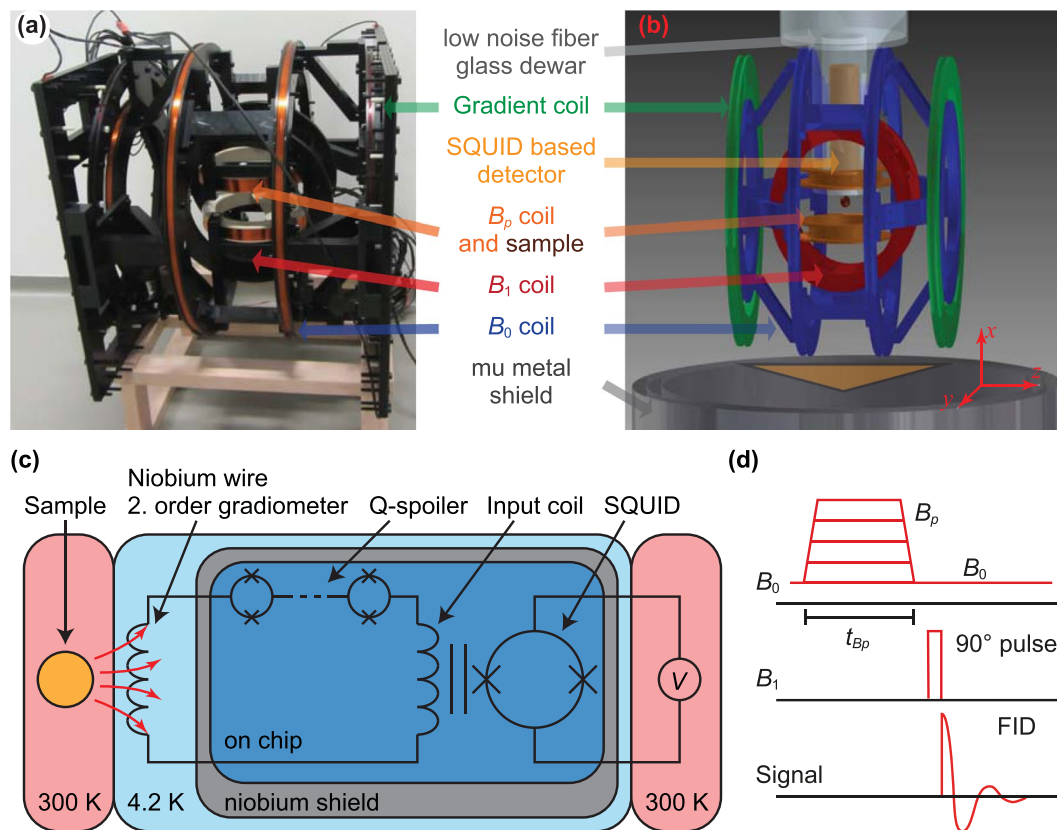 (a)
low noise fiber
glass dewar
Gradient coil
SQUID based
detector
Bp coil
and sample
B1 coil
B0 coil
mu metal
shield
(b)
x
z
y
(c)
Niobium wire
2. order gradiometer
Sample
Q-spoiler
Input coil
SQUID
V
on chip
niobium shield
300 K
4.2 K
300 K
(d)
Bp
B0
B0
tBp
90° pulse
B1
FID
Signal